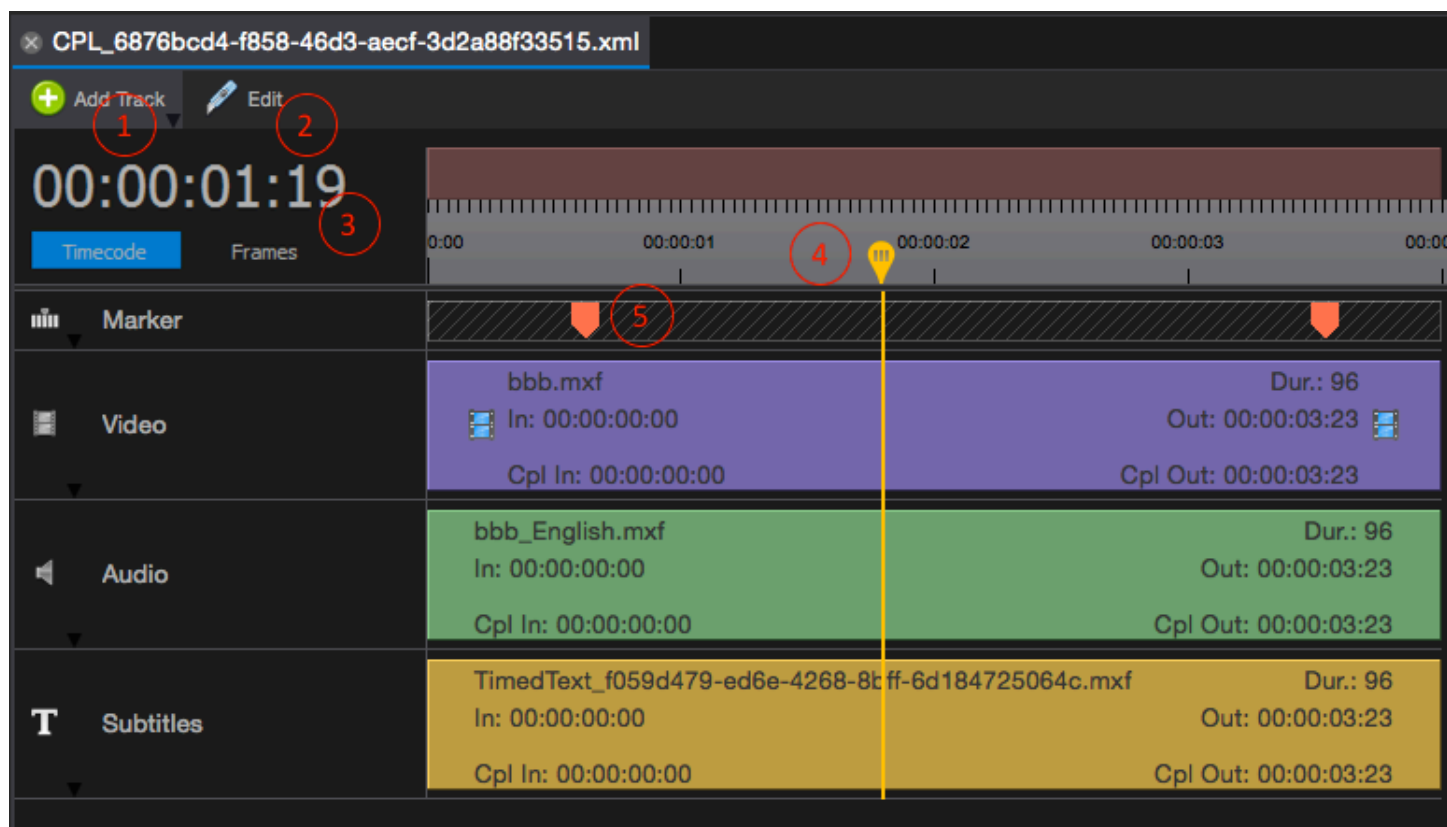 CPL_6876bcd4-f858-46d3-aecf-3d2a88f33515.xml
Add Track Edit
1 2
00:00:01:19
3
Timecode Frames
0:00 00:00:01 4 00:00:02 00:00:03 00:00
Marker 5
bbb.mxf Dur.: 96
Video In: 00:00:00:00 Out: 00:00:03:23
Cpl In: 00:00:00:00 Cpl Out: 00:00:03:23
bbb_English.mxf Dur.: 96
Audio In: 00:00:00:00 Out: 00:00:03:23
Cpl In: 00:00:00:00 Cpl Out: 00:00:03:23
TimedText_f059d479-ed6e-4268-8bff-6d184725064c.mxf Dur.: 96
T Subtitles In: 00:00:00:00 Out: 00:00:03:23
Cpl In: 00:00:00:00 Cpl Out: 00:00:03:23